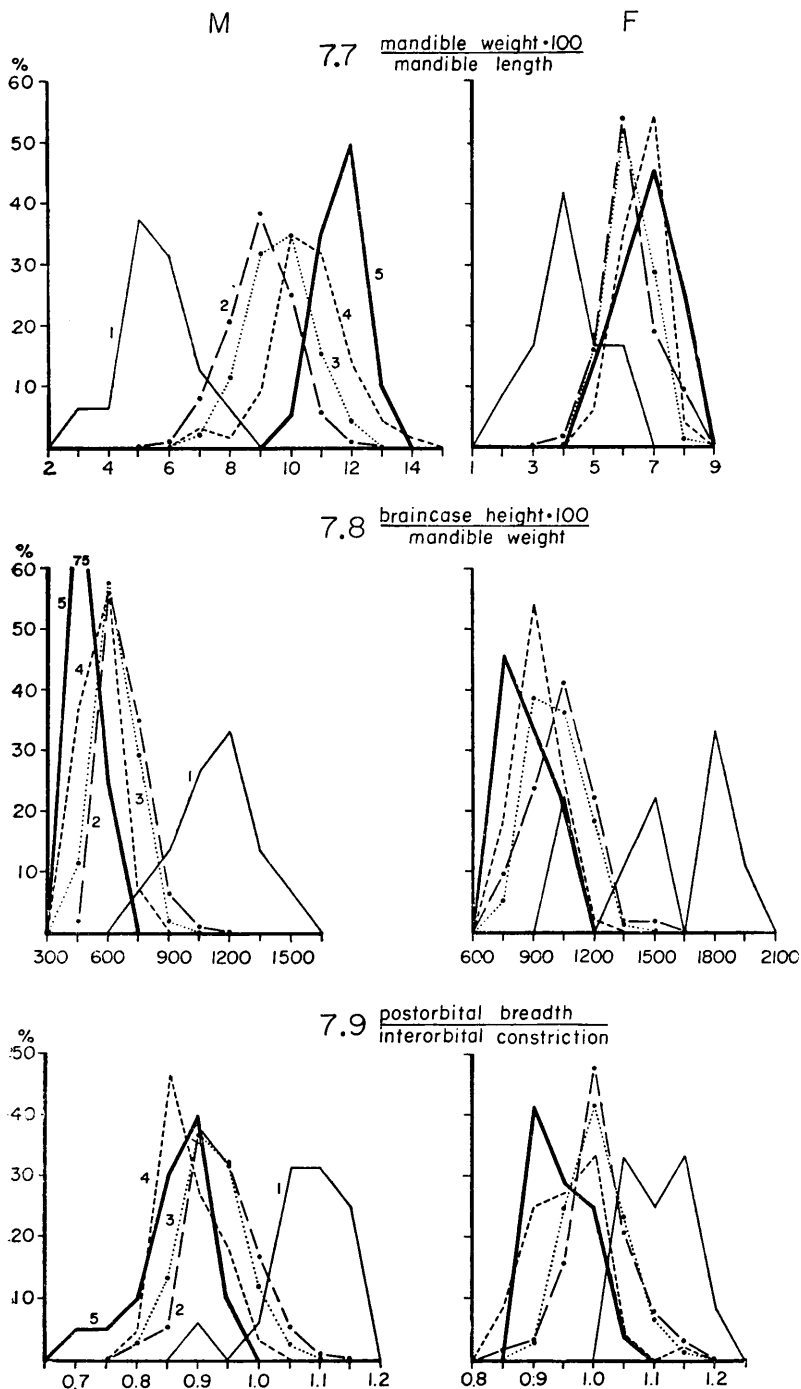 M F
7.7 mandible weight·100
mandible length
%
60
50
40
30
20
10
1 2 3 4 5
2 4 6 8 10 12 14
1 3 5 7 9
7.8 braincase height·100
mandible weight
%
60
50
40
30
20
10
75
5 4 2 3 1
300 600 900 1200 1500
600 900 1200 1500 1800 2100
7.9 postorbital breadth
interorbital constriction
%
50
40
30
20
10
5 4 3 2 1
0.7 0.8 0.9 1.0 1.1 1.2
0.8 0.9 1.0 1.1 1.2